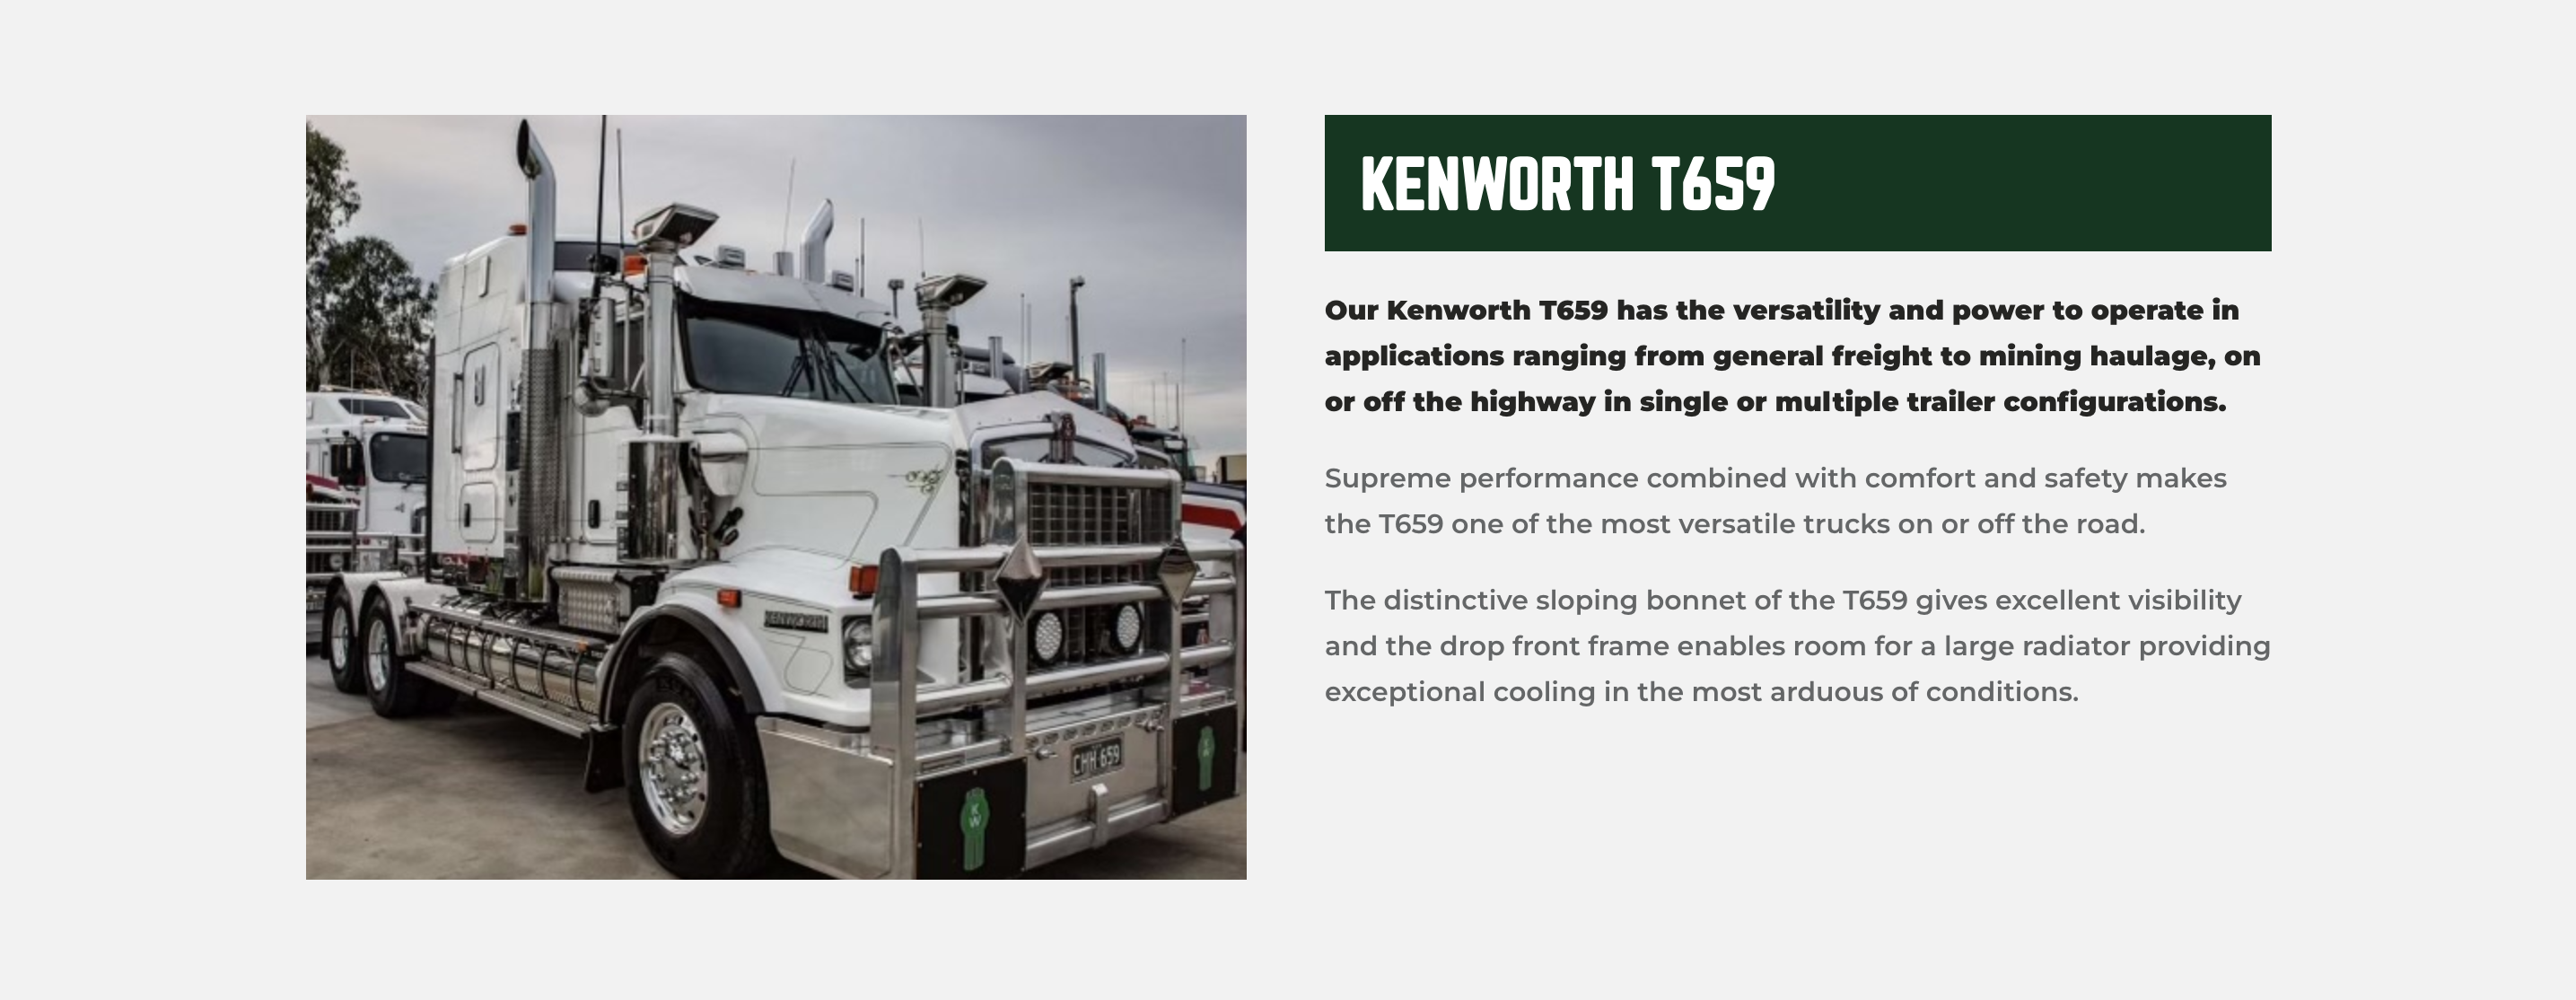 KENWORTH T659
Our Kenworth T659 has the versatility and power to operate in
applications ranging from general freight to mining haulage, on
or off the highway in single or multiple trailer configurations.
Supreme performance combined with comfort and safety makes
the T659 one of the most versatile trucks on or off the road.
The distinctive sloping bonnet of the T659 gives excellent visibility
and the drop front frame enables room for a large radiator providing
exceptional cooling in the most arduous of conditions.
KENWORTH
CHH 659
KW